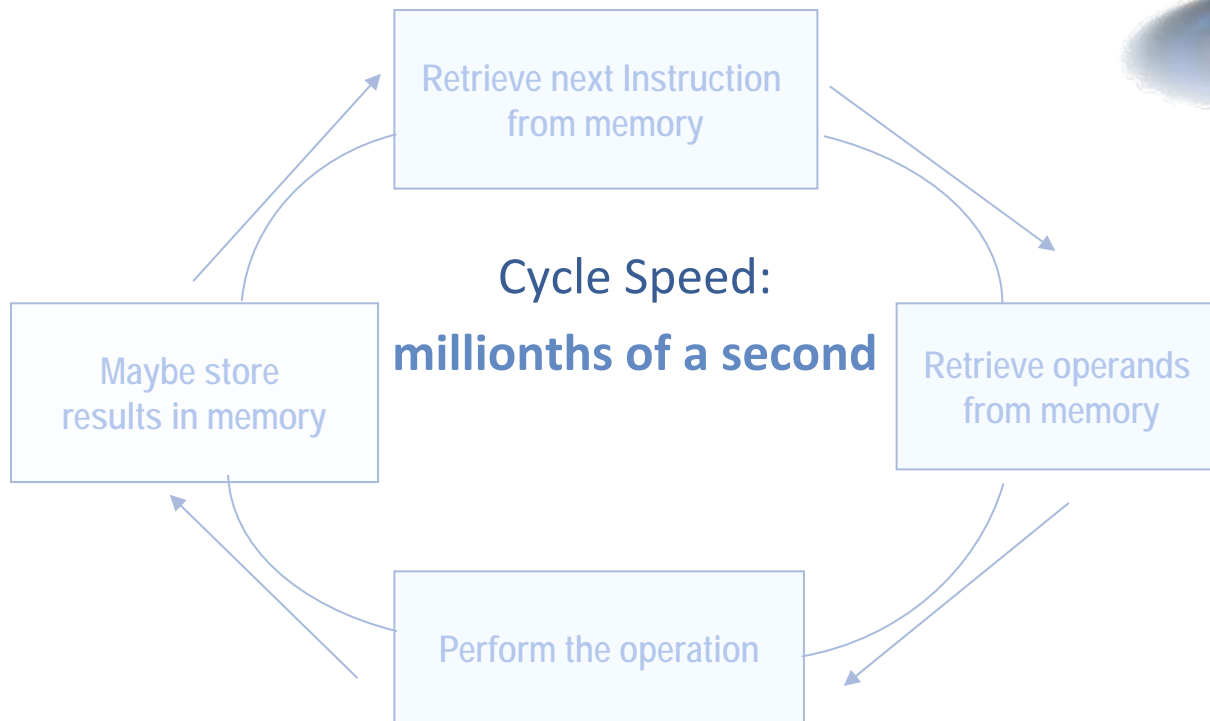 Retrieve next Instruction
from memory
Cycle Speed:
millionths of a second
Maybe store
results in memory
Retrieve operands
from memory
Perform the operation